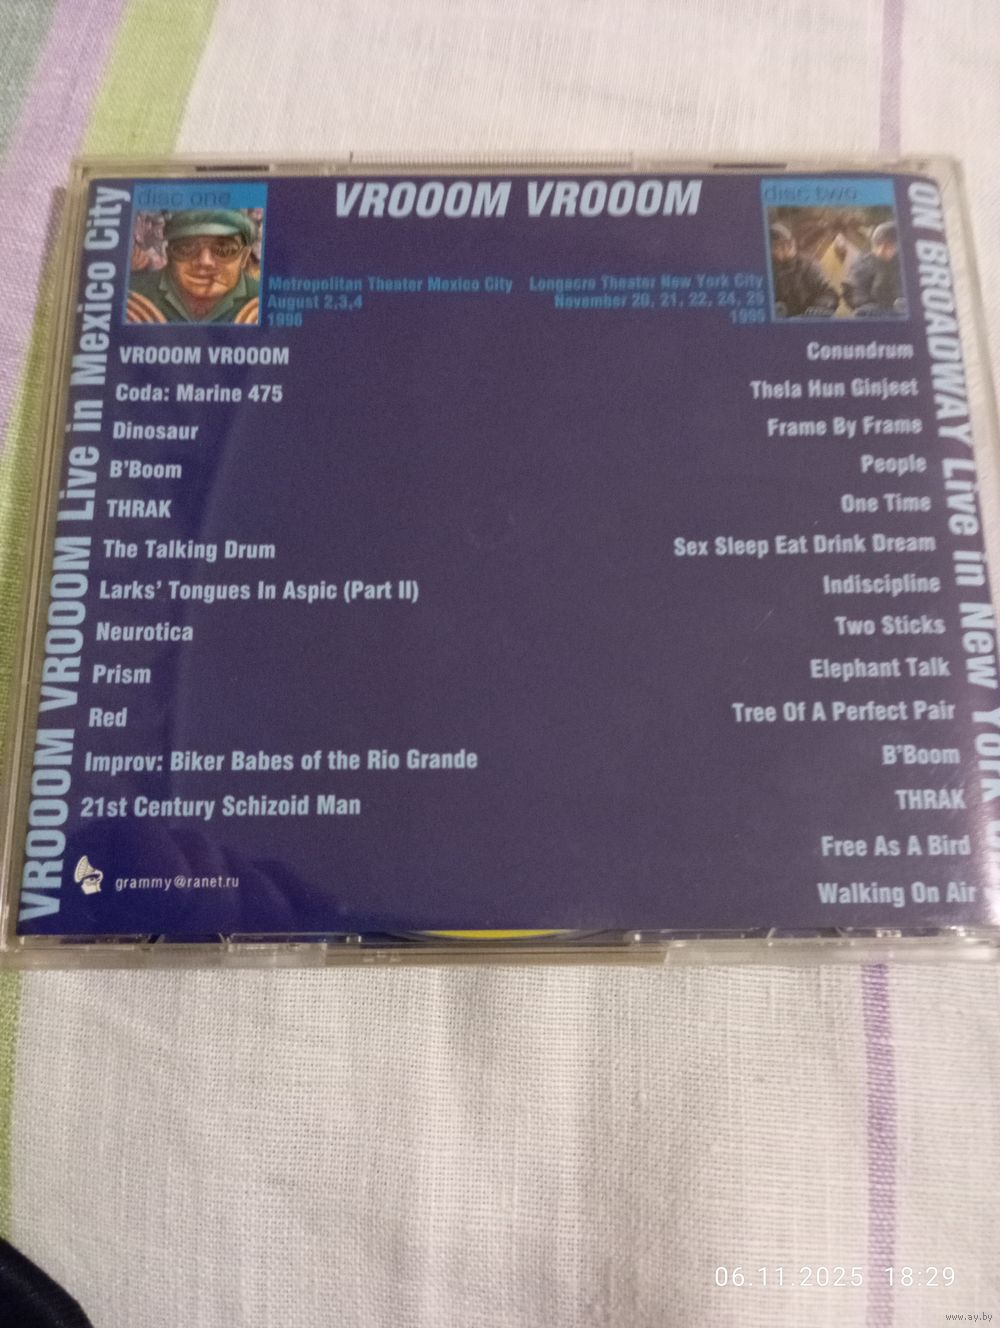 VROOOM VROOOM Live in Mexico City
disc one
VROOOM VROOOM
disc two
Metropolitan Theater Mexico City
August 2,3,4
1996
Longacre Theater New York City
November 20, 21, 22, 24, 25
1995
VROOOM VROOOM
Coda: Marine 475
Dinosaur
B'Boom
THRAK
The Talking Drum
Larks' Tongues In Aspic (Part II)
Neurotica
Prism
Red
Improv: Biker Babes of the Rio Grande
21st Century Schizoid Man
grammy@ranet.ru
Conundrum
Thela Hun Ginjeet
Frame By Frame
People
One Time
Sex Sleep Eat Drink Dream
Indiscipline
Two Sticks
Elephant Talk
Tree Of A Perfect Pair
B'Boom
THRAK
Free As A Bird
Walking On Air
ON BROADWAY Live in New York
06.11.2025 18:29
www.ay.by